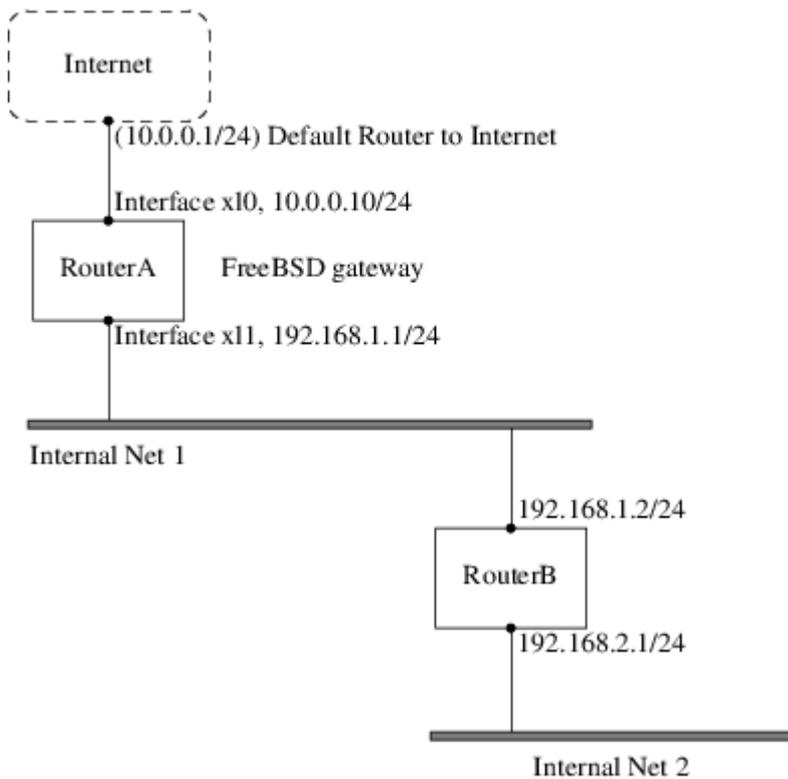 Internet
(10.0.0.1/24) Default Router to Internet
Interface xl0, 10.0.0.10/24
RouterA
FreeBSD gateway
Interface xl1, 192.168.1.1/24
Internal Net 1
192.168.1.2/24
RouterB
192.168.2.1/24
Internal Net 2